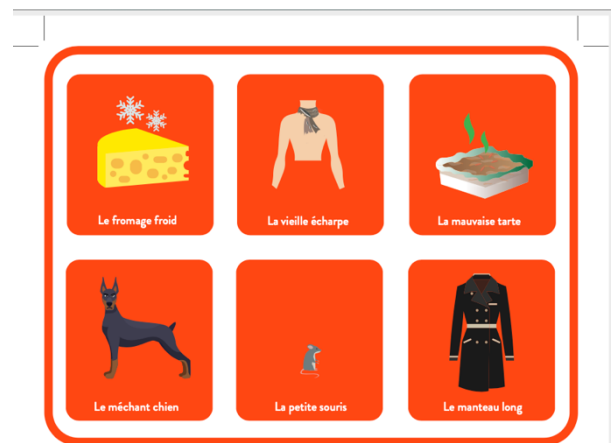 Le fromage froid
La vieille écharpe
La mauvaise tarte
Le méchant chien
La petite souris
Le manteau long